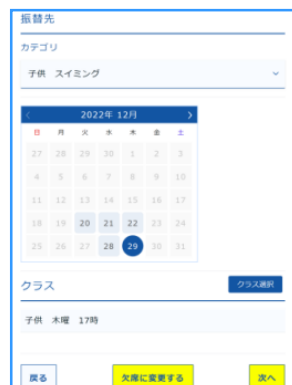 振替先
カテゴリ
子供 スイミング
2022年 12月
日 月 火 水 木 金 土
27 28 29 30 1 2 3
4 5 6 7 8 9 10
11 12 13 14 15 16 17
18 19 20 21 22 23 24
25 26 27 28 29 30 31
クラス クラス選択
子供 木曜 17時
戻る 欠席に変更する 次へ